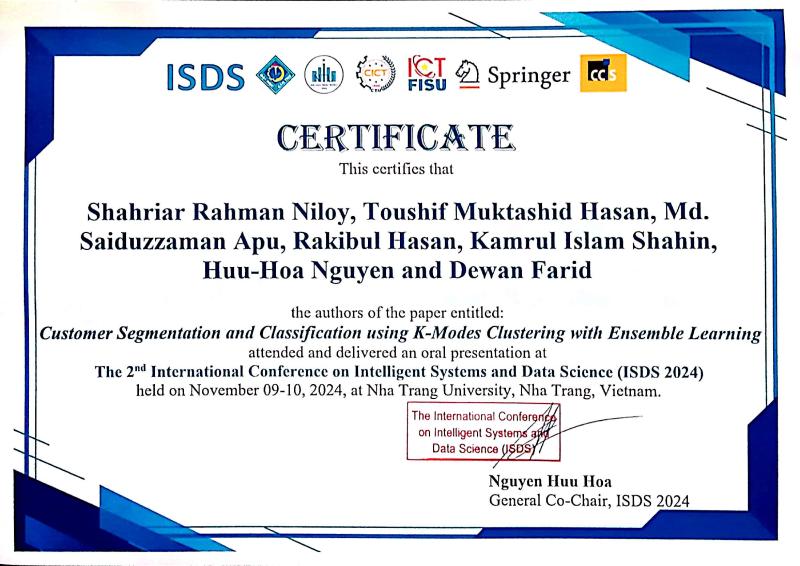 ISDS CICT ICT FISU Springer ccis
CERTIFICATE
This certifies that
Shahriar Rahman Niloy, Toushif Muktashid Hasan, Md.
Saiduzzaman Apu, Rakibul Hasan, Kamrul Islam Shahin,
Huu-Hoa Nguyen and Dewan Farid
the authors of the paper entitled:
Customer Segmentation and Classification using K-Modes Clustering with Ensemble Learning
attended and delivered an oral presentation at
The 2nd International Conference on Intelligent Systems and Data Science (ISDS 2024)
held on November 09-10, 2024, at Nha Trang University, Nha Trang, Vietnam.
The International Conference
on Intelligent Systems and
Data Science (ISDS)
Nguyen Huu Hoa
General Co-Chair, ISDS 2024